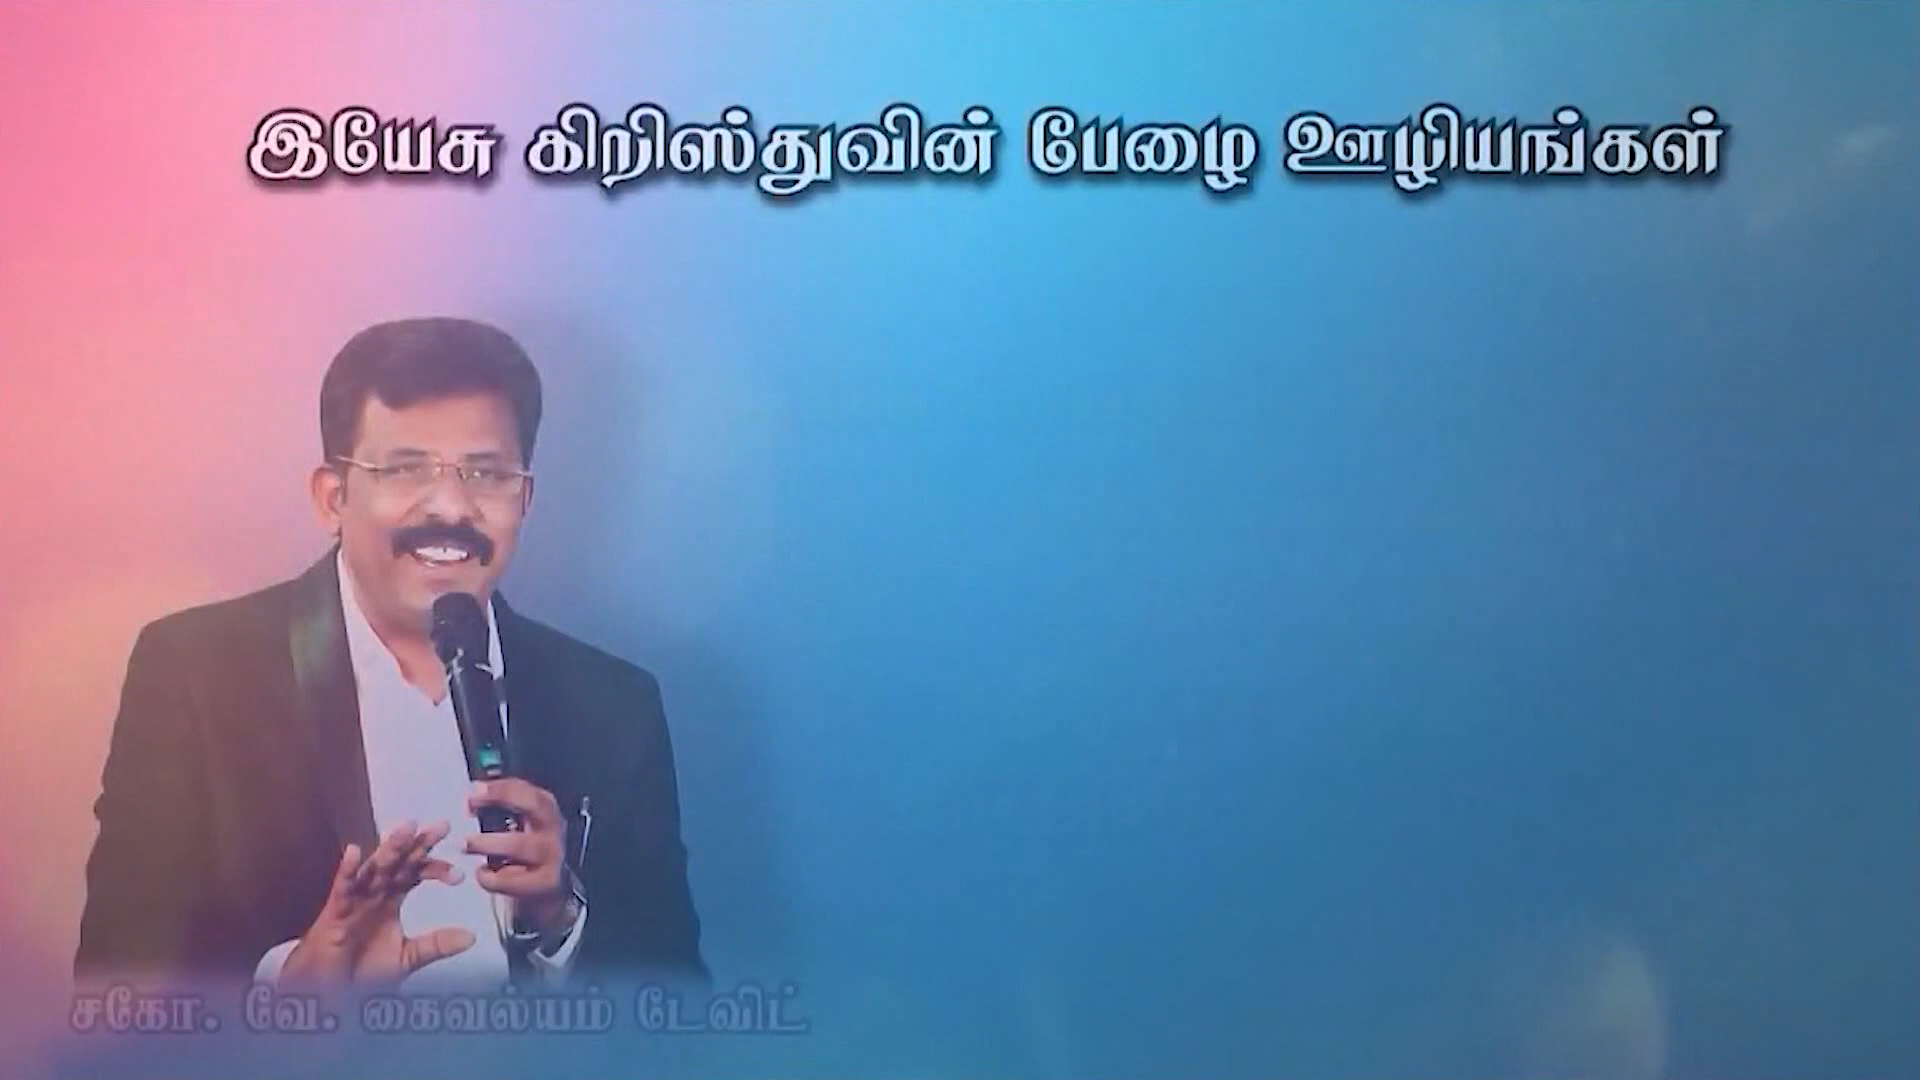 இயேசு கிறிஸ்துவின் பேழை ஊழியங்கள்
சகோ. வே. கைவல்யம் டேவிட்